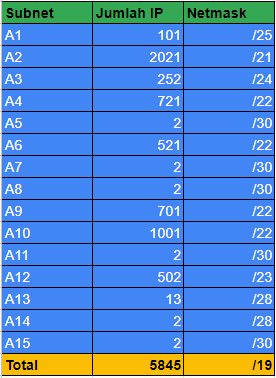 Subnet Jumlah IP Netmask
A1 101 /25
A2 2021 /21
A3 252 /24
A4 721 /22
A5 2 /30
A6 521 /22
A7 2 /30
A8 2 /30
A9 701 /22
A10 1001 /22
A11 2 /30
A12 502 /23
A13 13 /28
A14 2 /28
A15 2 /30
Total 5845 /19